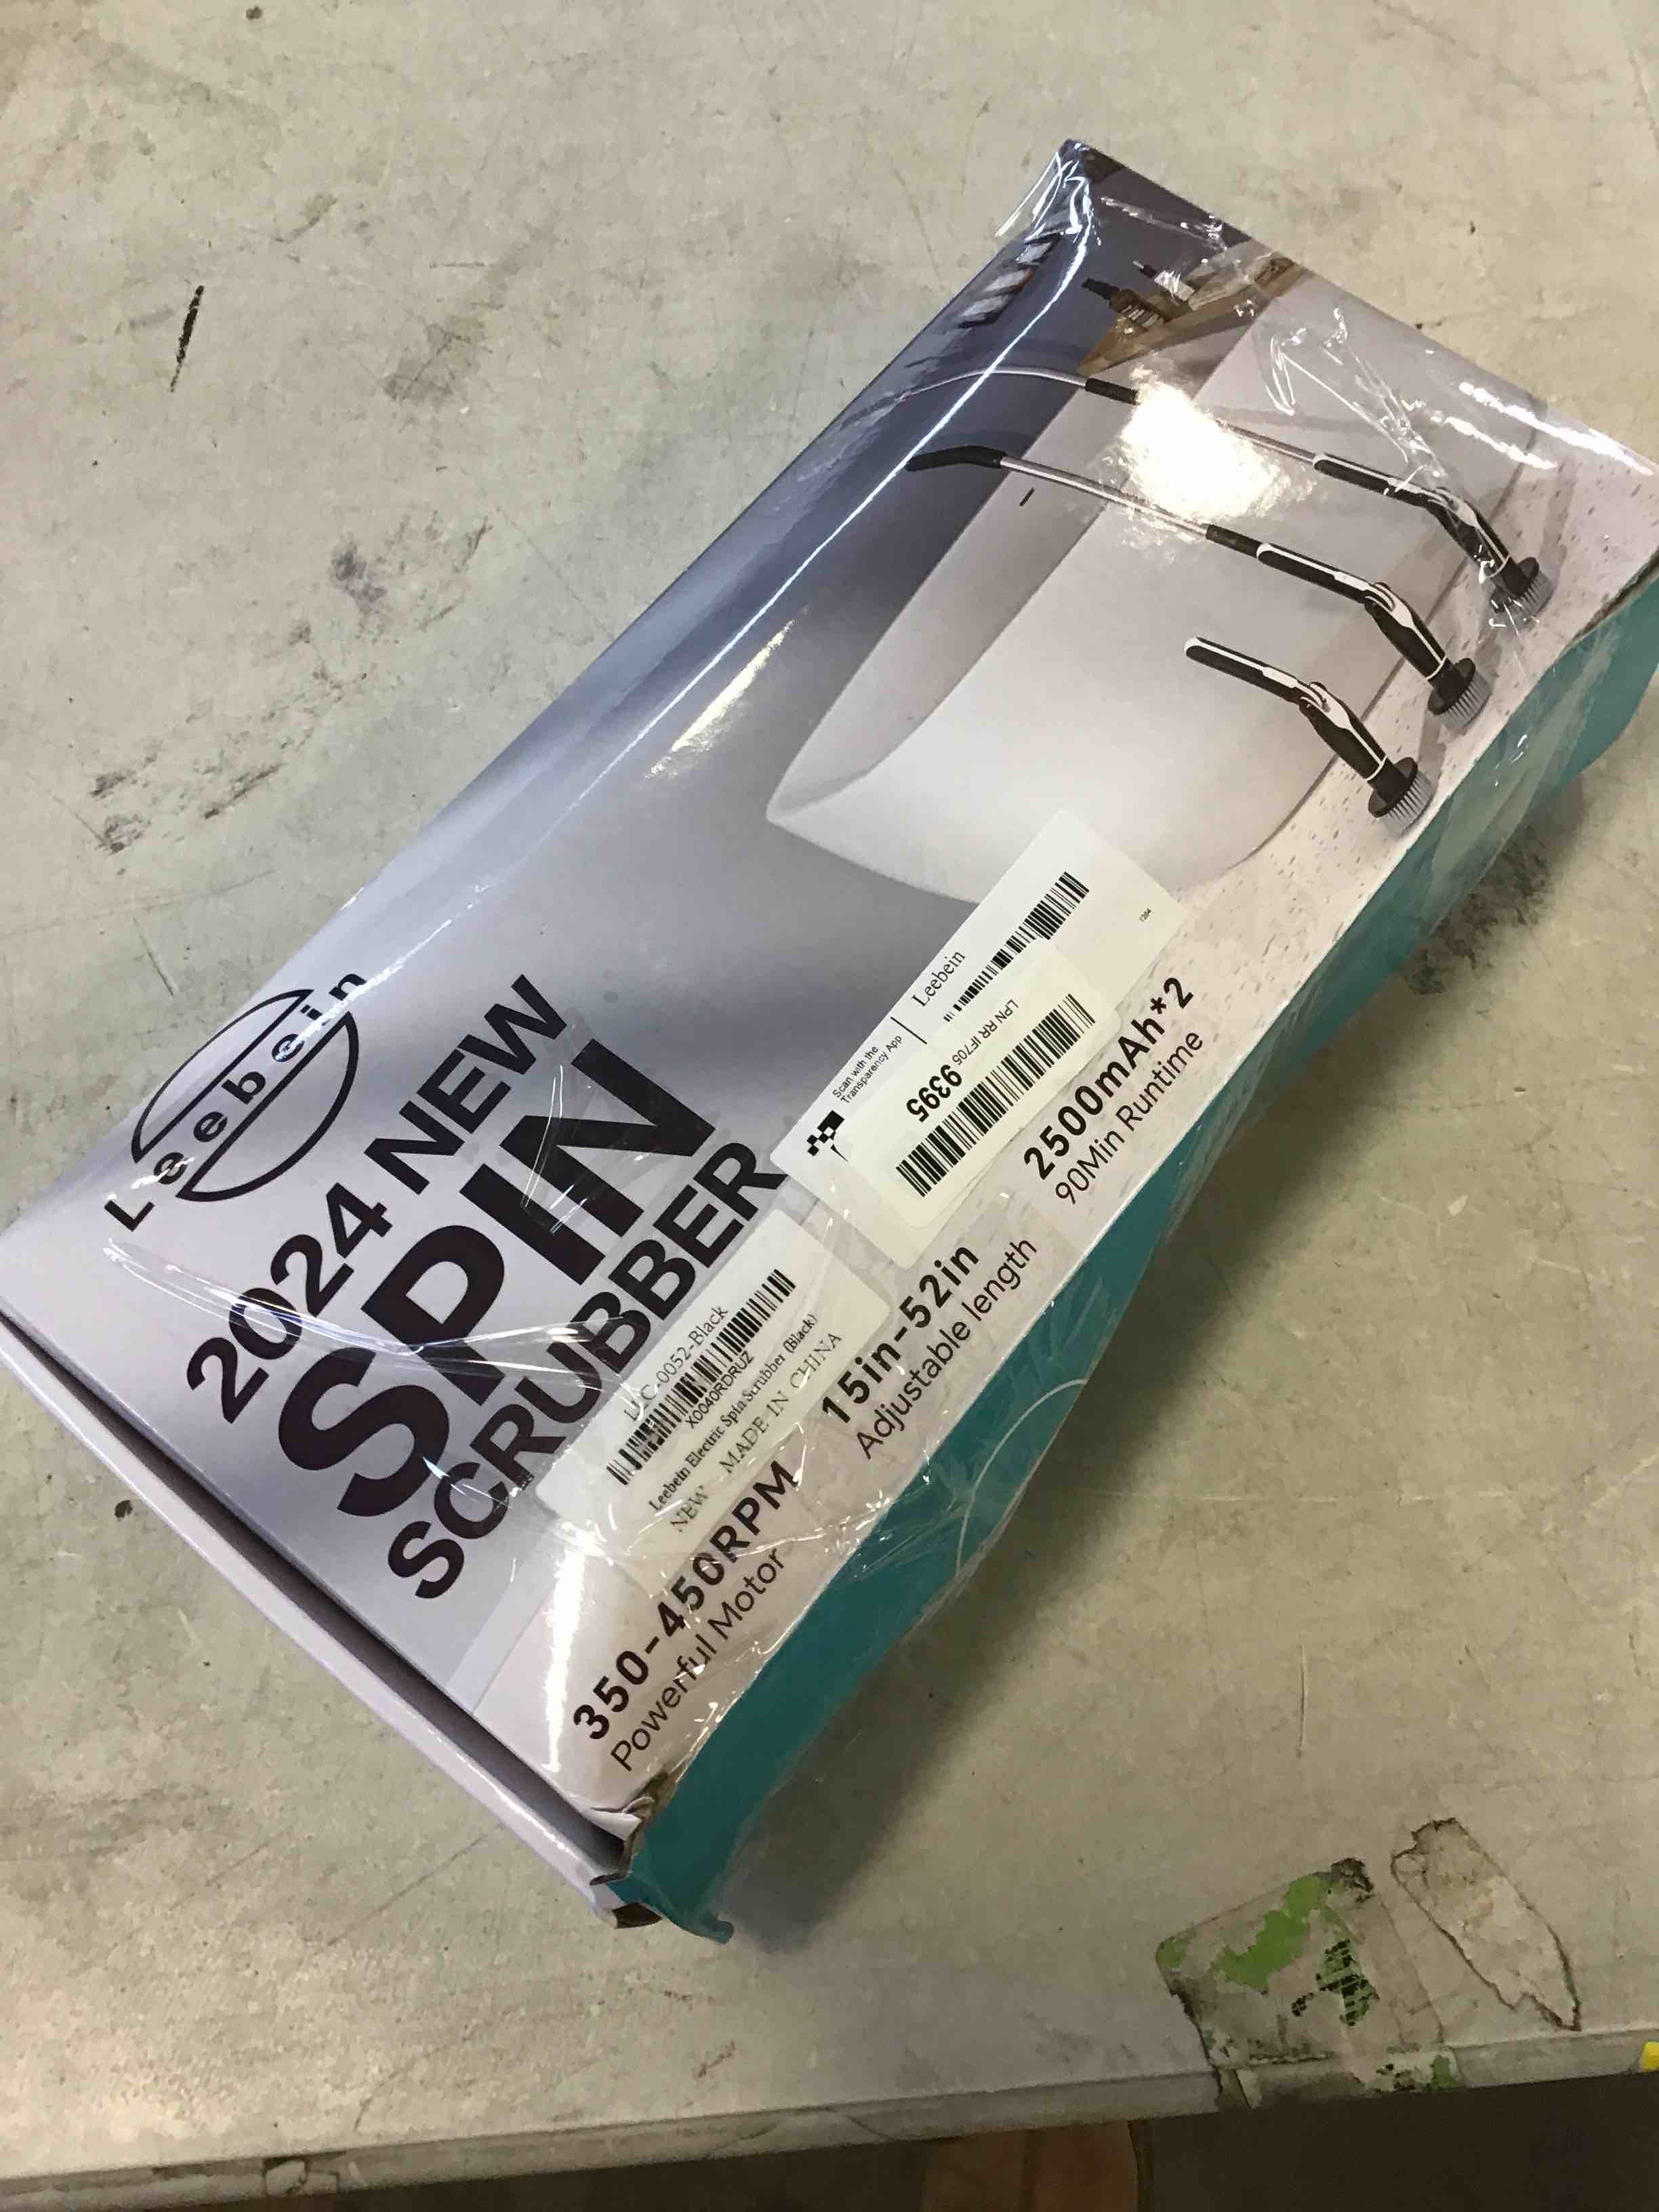 Leebein
2024 NEW
SPIN
SCRUBBER
Scan with the
Transparency App
Leebein
1204
LPN RR IF705 9395
-0052-Black
X0040RDRUZ
Leebein Electric Spin Scrubber (Black)
NEW MADE IN CHINA
350-450RPM
Powerful Motor
15in-52in
Adjustable length
2500mAh*2
90Min Runtime